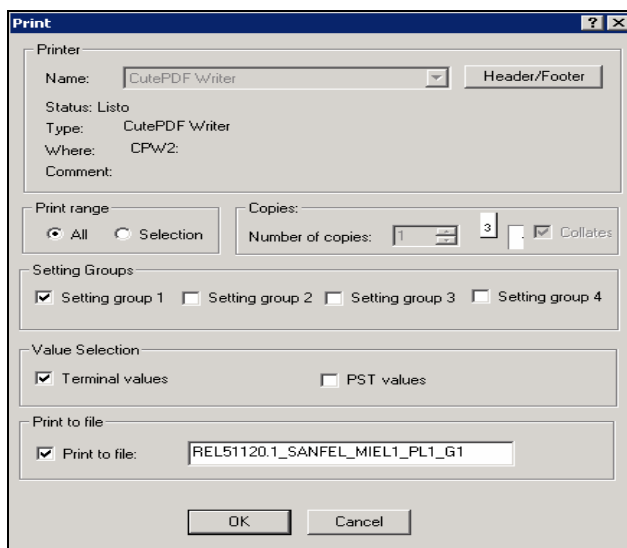 Print
Printer
Name: CutePDF Writer Header/Footer
Status: Listo
Type: CutePDF Writer
Where: CPW2:
Comment:
Print range Copies:
All Selection Number of copies: 1 3 Collates
Setting Groups
Setting group 1 Setting group 2 Setting group 3 Setting group 4
Value Selection
Terminal values PST values
Print to file
Print to file: REL51120.1_SANFEL_MIEL1_PL1_G1
OK Cancel